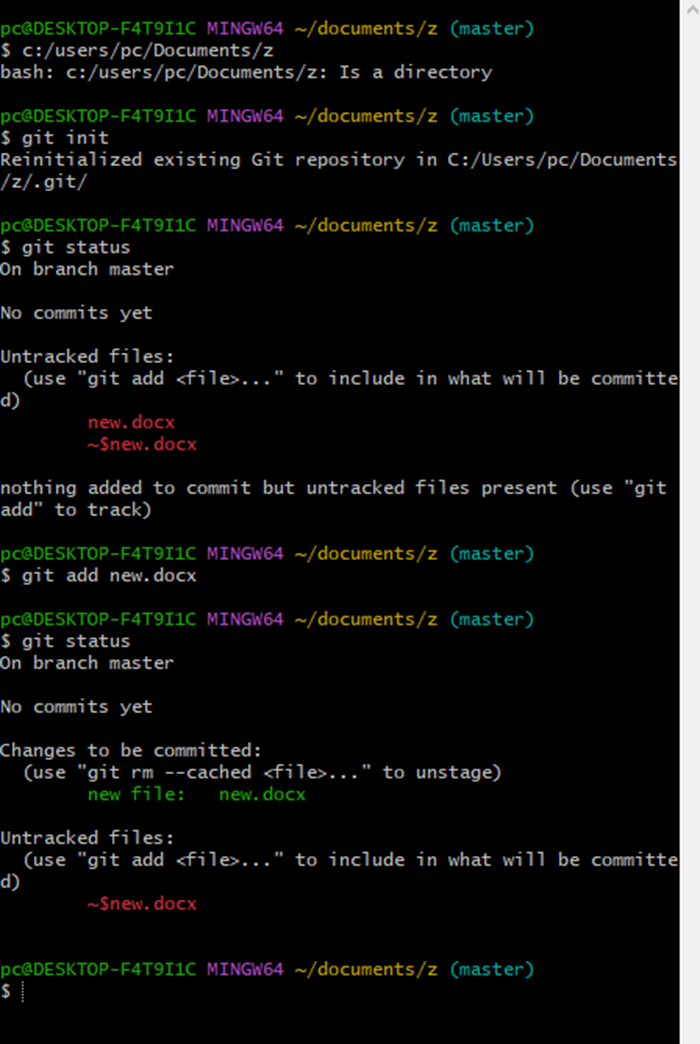 pc@DESKTOP-F4T9I1C MINGW64 ~/documents/z (master)
$ c:/users/pc/Documents/z
bash: c:/users/pc/Documents/z: Is a directory
pc@DESKTOP-F4T9I1C MINGW64 ~/documents/z (master)
$ git init
Reinitialized existing Git repository in C:/Users/pc/Documents
/z/.git/
pc@DESKTOP-F4T9I1C MINGW64 ~/documents/z (master)
$ git status
On branch master
No commits yet
Untracked files:
  (use "git add <file>..." to include in what will be committe
d)
        new.docx
        ~$new.docx
nothing added to commit but untracked files present (use "git
add" to track)
pc@DESKTOP-F4T9I1C MINGW64 ~/documents/z (master)
$ git add new.docx
pc@DESKTOP-F4T9I1C MINGW64 ~/documents/z (master)
$ git status
On branch master
No commits yet
Changes to be committed:
  (use "git rm --cached <file>..." to unstage)
        new file:   new.docx
Untracked files:
  (use "git add <file>..." to include in what will be committe
d)
        ~$new.docx
pc@DESKTOP-F4T9I1C MINGW64 ~/documents/z (master)
$